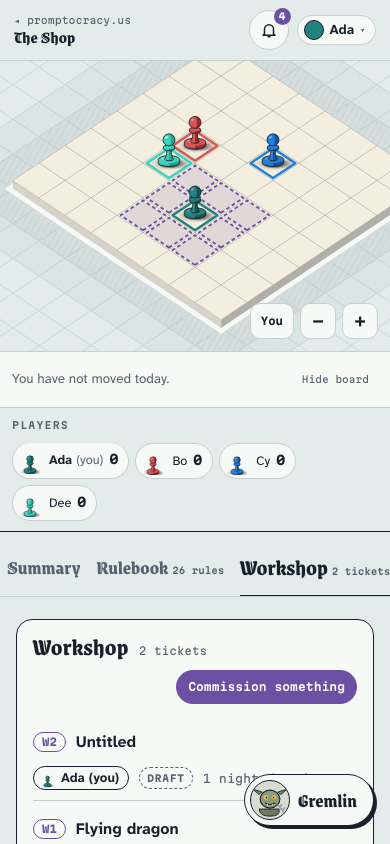 ◂ promptocracy.us
The Shop
4
Ada ▾
You − +
You have not moved today.
Hide board
PLAYERS
Ada (you) 0
Bo 0
Cy 0
Dee 0
Summary
Rulebook 26 rules
Workshop 2 tickets
Workshop 2 tickets
Commission something
W2 Untitled
Ada (you) DRAFT 1 night
Gremlin
W1 Flying dragon